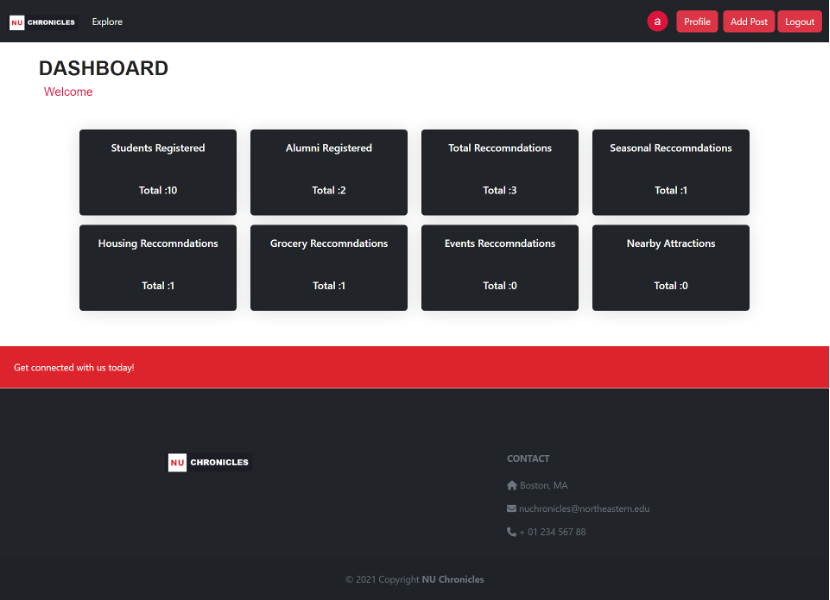 NU CHRONICLES Explore a Profile Add Post Logout
DASHBOARD
Welcome
Students Registered Alumni Registered Total Reccomndations Seasonal Reccomndations
Total :10 Total :2 Total :3 Total :1
Housing Reccomndations Grocery Reccomndations Events Reccomndations Nearby Attractions
Total :1 Total :1 Total :0 Total :0
Get connected with us today!
NU CHRONICLES
CONTACT
Boston, MA
nuchronicles@northeastern.edu
+ 01 234 567 88
© 2021 Copyright NU Chronicles